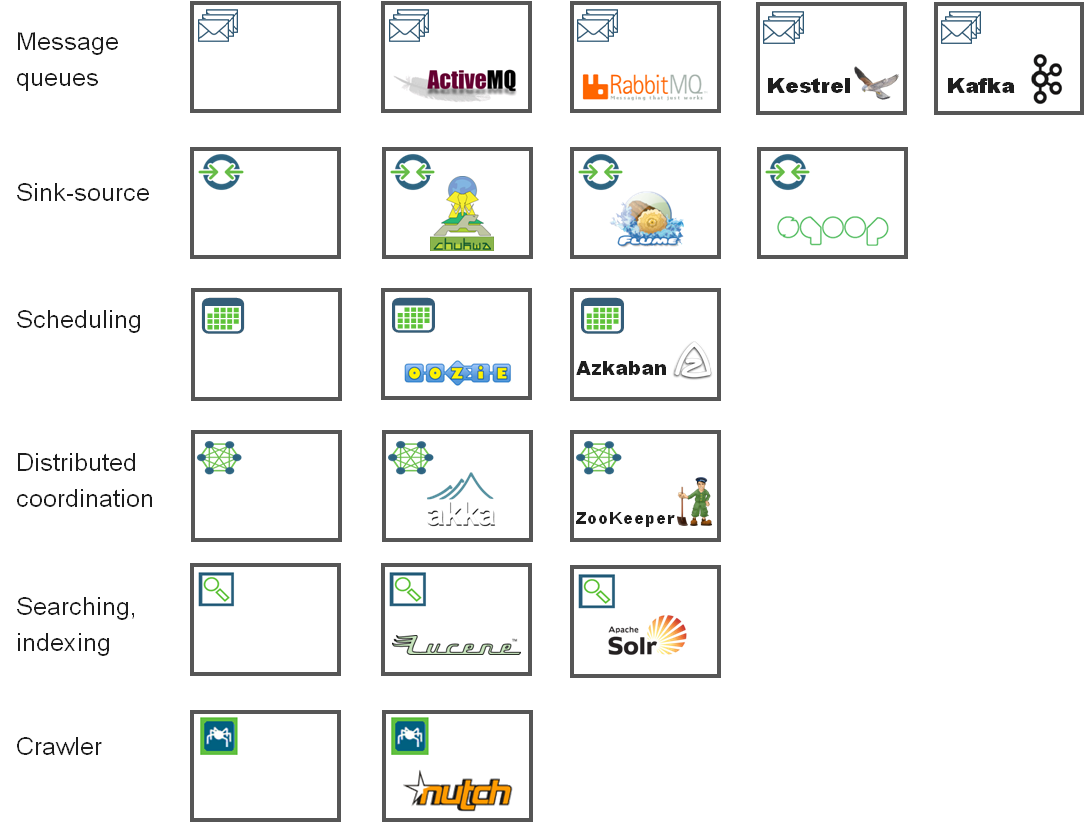 Message
queues
ActiveMQ
RabbitMQ
Messaging that just works
Kestrel
Kafka
Sink-source
chukwa
FLUME
sqoop
Scheduling
OOZiE
Azkaban
Distributed
coordination
akka
ZooKeeper
Searching,
indexing
Lucene™
Apache
Solr
Crawler
nutch